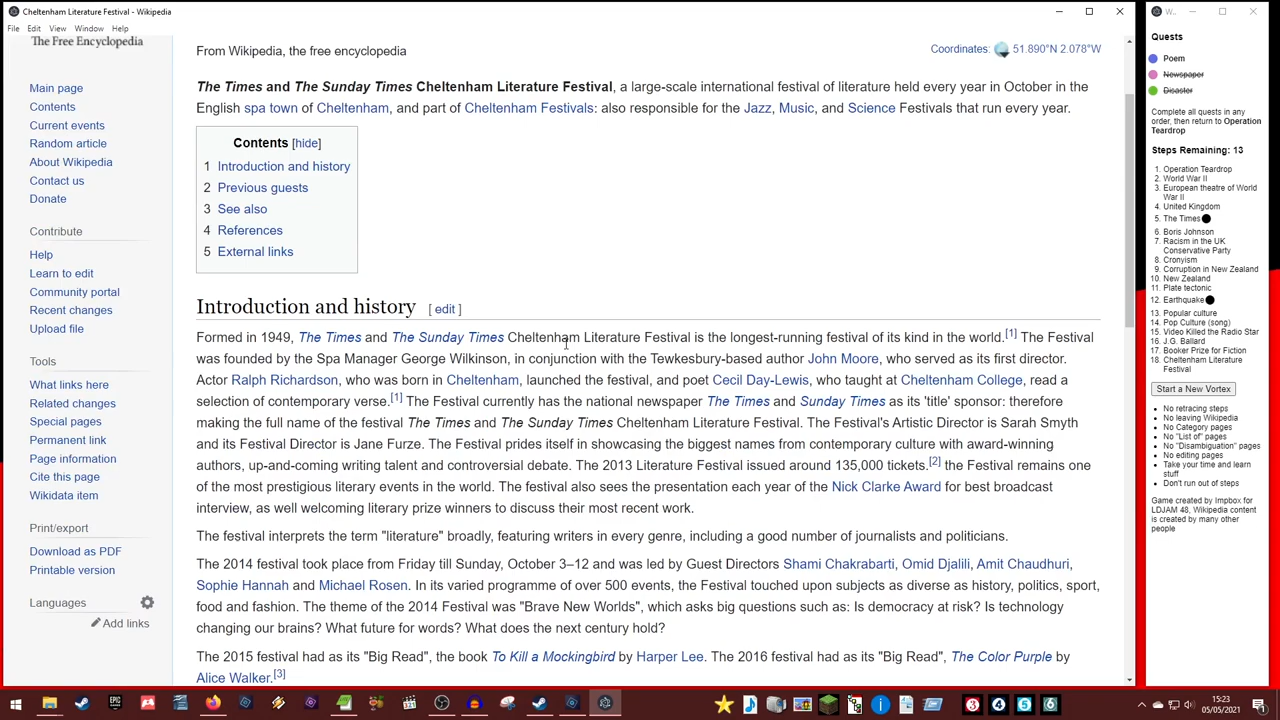 Cheltenham Literature Festival - Wikipedia
File Edit View Window Help
The Free Encyclopedia
Main page
Contents
Current events
Random article
About Wikipedia
Contact us
Donate
Contribute
Help
Learn to edit
Community portal
Recent changes
Upload file
Tools
What links here
Related changes
Special pages
Permanent link
Page information
Cite this page
Wikidata item
Print/export
Download as PDF
Printable version
Languages
Add links
From Wikipedia, the free encyclopedia
Coordinates: 51.890°N 2.078°W
The Times and The Sunday Times Cheltenham Literature Festival, a large-scale international festival of literature held every year in October in the
English spa town of Cheltenham, and part of Cheltenham Festivals: also responsible for the Jazz, Music, and Science Festivals that run every year.
Contents [hide]
1 Introduction and history
2 Previous guests
3 See also
4 References
5 External links
Introduction and history [ edit ]
Formed in 1949, The Times and The Sunday Times Cheltenham Literature Festival is the longest-running festival of its kind in the world.[1] The Festival
was founded by the Spa Manager George Wilkinsn, in conjunction with the Tewkesbury-based author John Moore, who served as its first director.
Actor Ralph Richardson, who was born in Cheltenham, launched the festival, and poet Cecil Day-Lewis, who taught at Cheltenham College, read a
selection of contemporary verse.[1] The Festival currently has the national newspaper The Times and Sunday Times as its 'title' sponsor: therefore
making the full name of the festival The Times and The Sunday Times Cheltenham Literature Festival. The Festival's Artistic Director is Sarah Smyth
and its Festival Director is Jane Furze. The Festival prides itself in showcasing the biggest names from contemporary culture with award-winning
authors, up-and-coming writing talent and controversial debate. The 2013 Literature Festival issued around 135,000 tickets.[2] the Festival remains one
of the most prestigious literary events in the world. The festival also sees the presentation each year of the Nick Clarke Award for best broadcast
interview, as well welcoming literary prize winners to discuss their most recent work.
The festival interprets the term "literature" broadly, featuring writers in every genre, including a good number of journalists and politicians.
The 2014 festival took place from Friday till Sunday, October 3–12 and was led by Guest Directors Shami Chakrabarti, Omid Djalili, Amit Chaudhuri,
Sophie Hannah and Michael Rosen. In its varied programme of over 500 events, the Festival touched upon subjects as diverse as history, politics, sport,
food and fashion. The theme of the 2014 Festival was "Brave New Worlds", which asks big questions such as: Is democracy at risk? Is technology
changing our brains? What future for words? What does the next century hold?
The 2015 festival had as its "Big Read", the book To Kill a Mockingbird by Harper Lee. The 2016 festival had as its "Big Read", The Color Purple by
Alice Walker.[3]
W...
Quests
Poem
Newspaper
Disaster
Complete all quests in any
order, then return to Operation
Teardrop
Steps Remaining: 13
1. Operation Teardrop
2. World War II
3. European theatre of World
War II
4. United Kingdom
5. The Times
6. Boris Johnson
7. Racism in the UK
Conservative Party
8. Cronyism
9. Corruption in New Zealand
10. New Zealand
11. Plate tectonic
12. Earthquake
13. Popular culture
14. Pop Culture (song)
15. Video Killed the Radio Star
16. J.G. Ballard
17. Booker Prize for Fiction
18. Cheltenham Literature
Festival
Start a New Vortex
No retracing steps
No leaving Wikipedia
No Category pages
No "List of" pages
No "Disambiguation" pages
No editing pages
Take your time and learn
stuff
Don't run out of steps
Game created by Impbox for
LDJAM 48, Wikipedia content
is created by many other
people
EPIC
3 4 5 6
15:23
05/05/2021